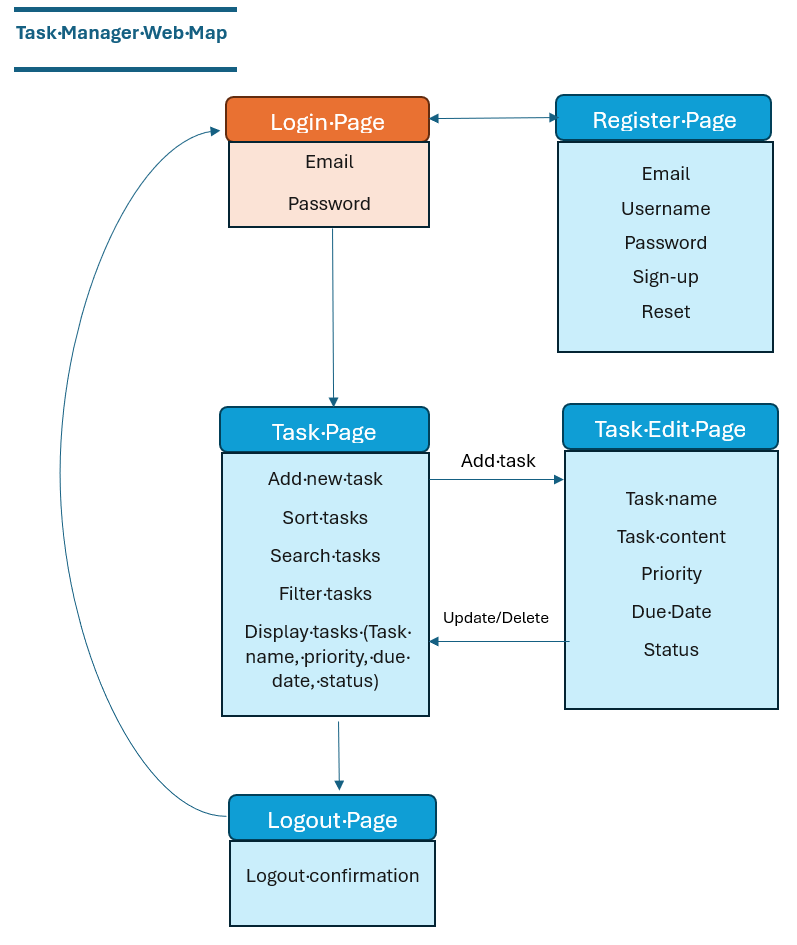 Task·Manager·Web·Map
Login·Page
Email
Password
Register·Page
Email
Username
Password
Sign-up
Reset
Task·Page
Add·new·task
Sort·tasks
Search·tasks
Filter·tasks
Display·tasks·(Task·
name,·priority,·due·
date,·status)
Add·task
Update/Delete
Task·Edit·Page
Task·name
Task·content
Priority
Due·Date
Status
Logout·Page
Logout·confirmation